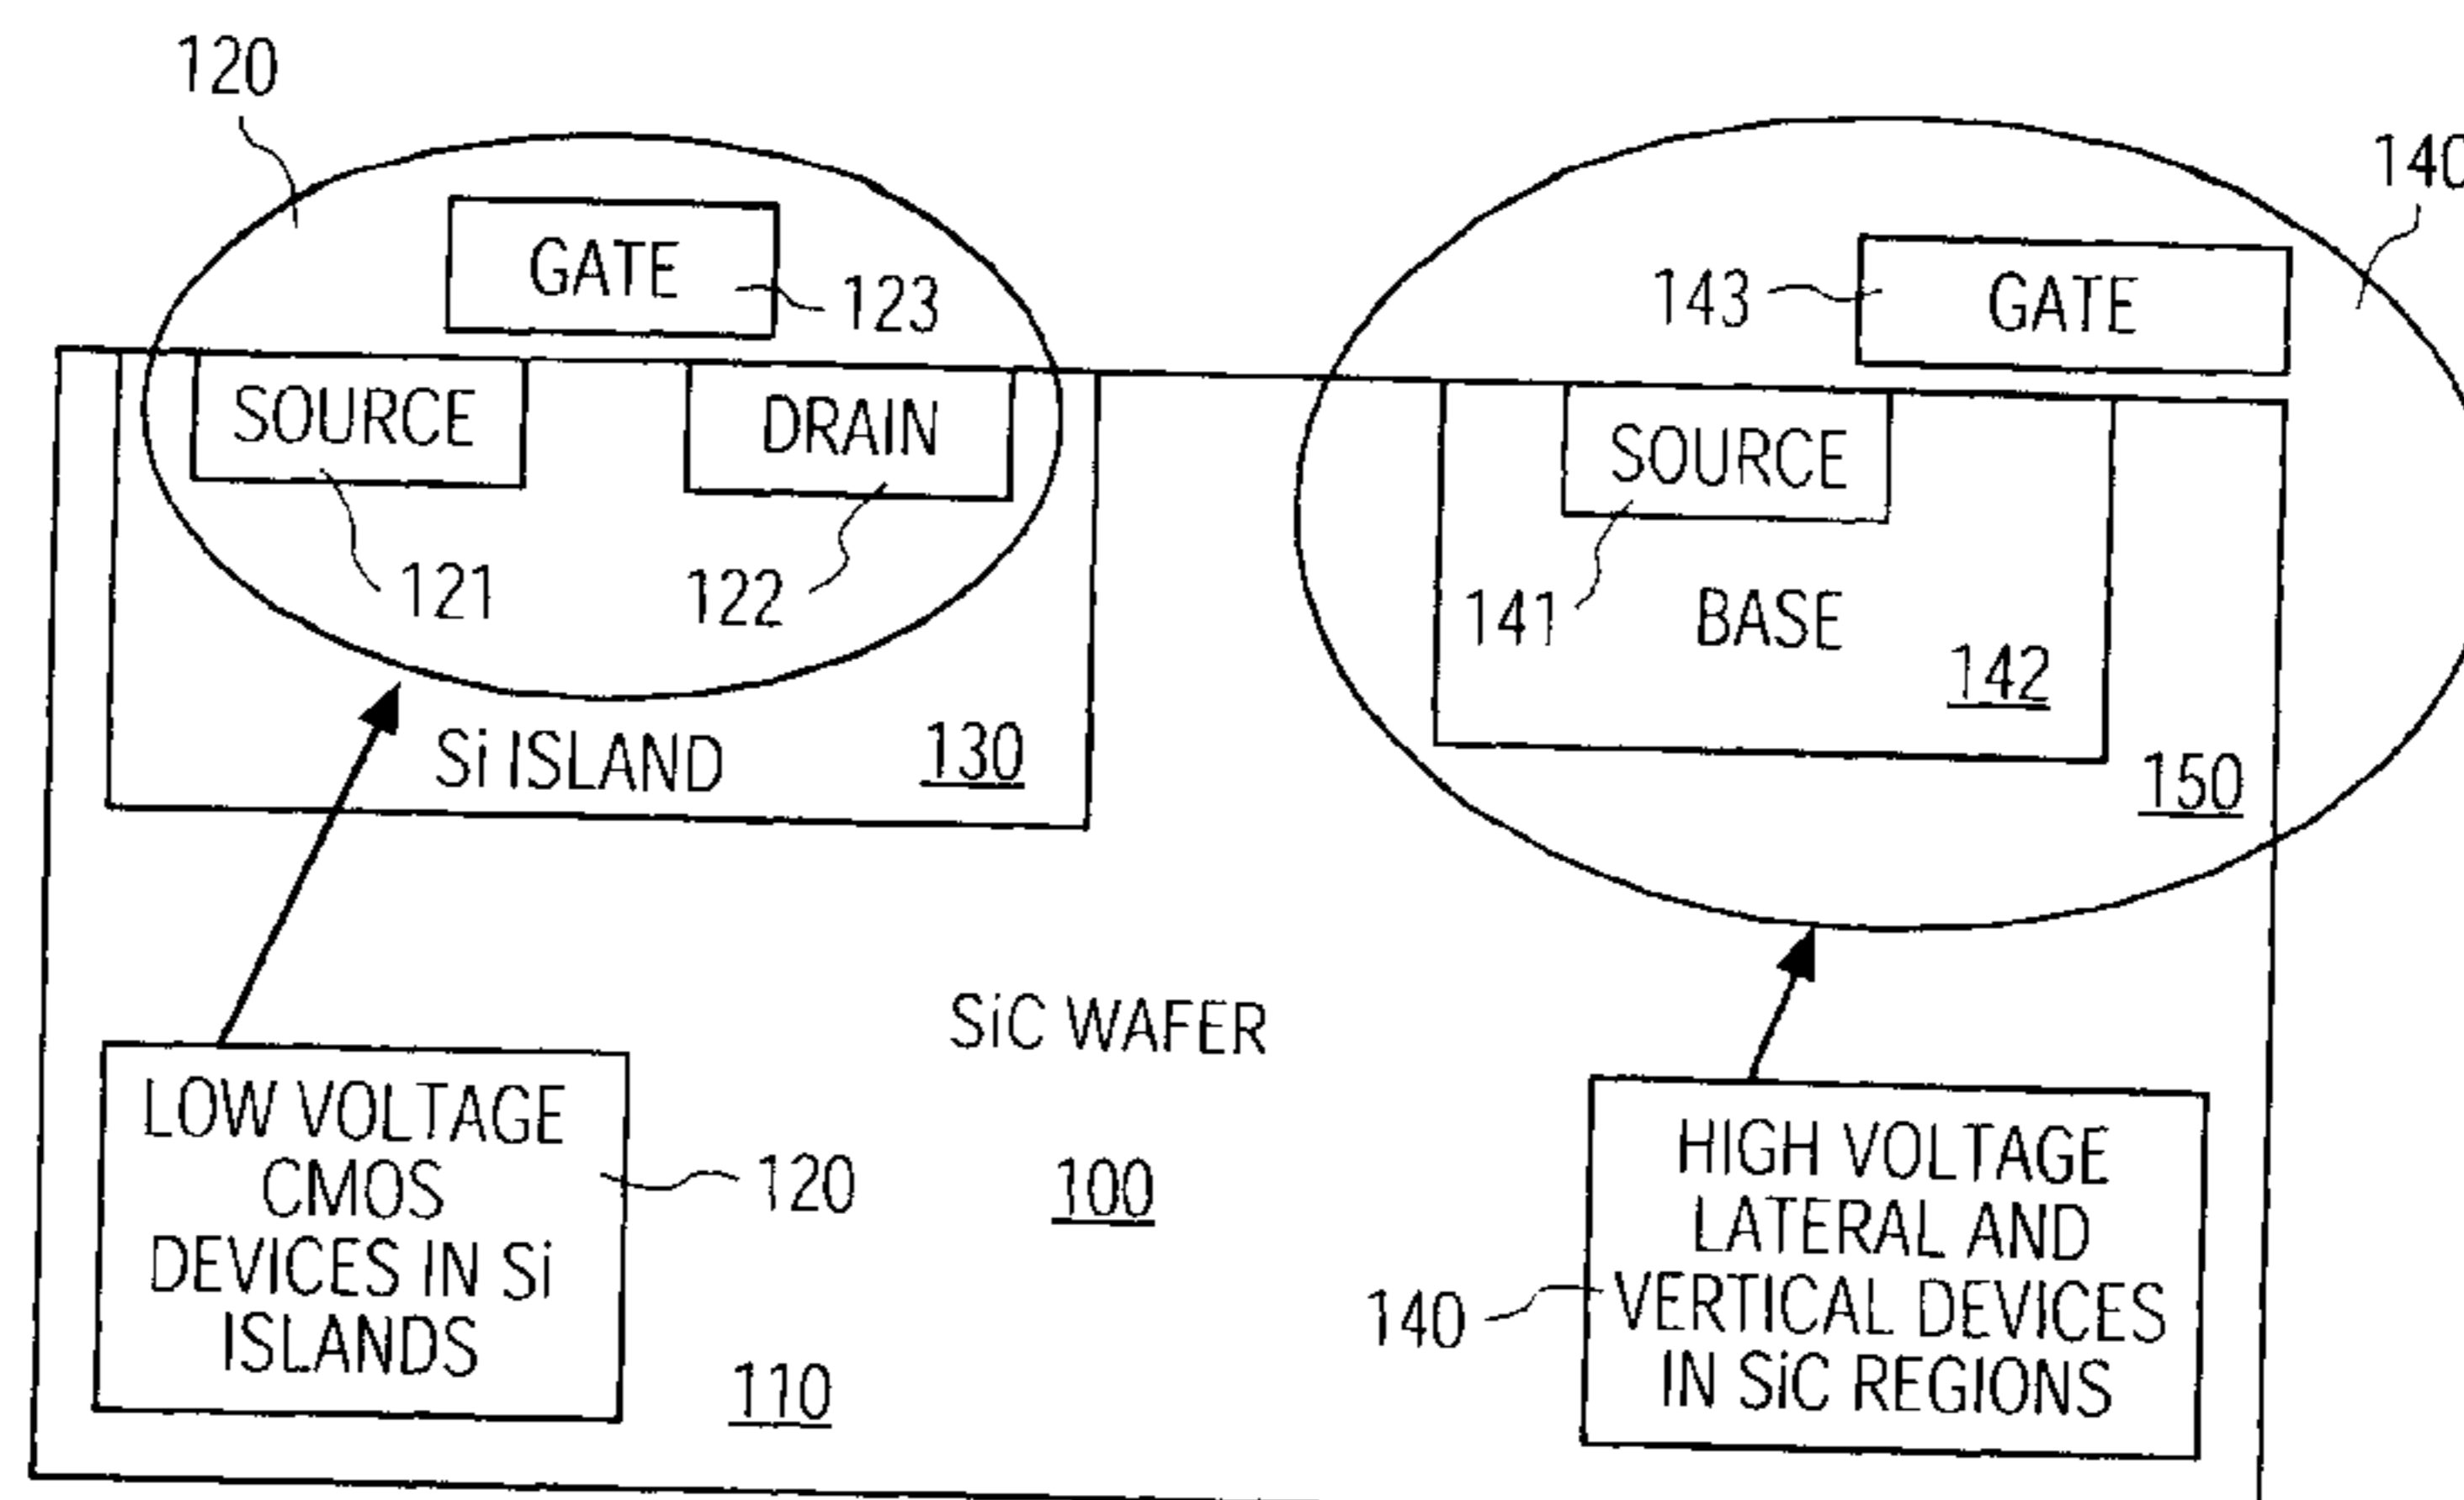 120
140
GATE
123
143
GATE
SOURCE
DRAIN
SOURCE
121
122
141
BASE
142
Si ISLAND
130
150
SiC WAFER
LOW VOLTAGE
CMOS
DEVICES IN Si
ISLANDS
120
100
110
HIGH VOLTAGE
LATERAL AND
VERTICAL DEVICES
IN SiC REGIONS
140